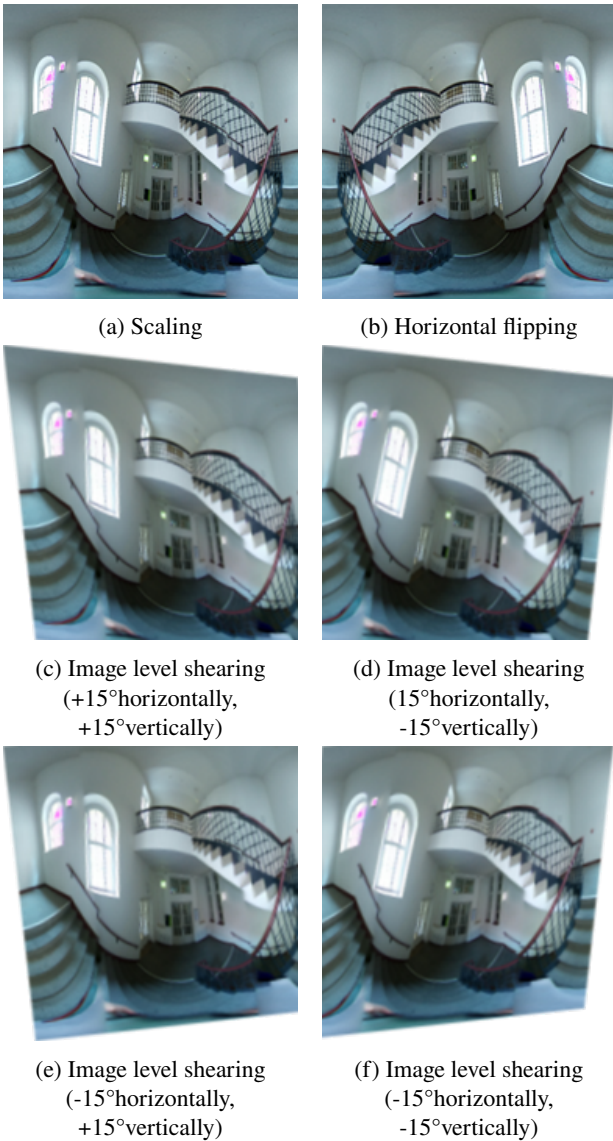 (a) Scaling
(b) Horizontal flipping
(c) Image level shearing
(+15°horizontally,
+15°vertically)
(d) Image level shearing
(15°horizontally,
-15°vertically)
(e) Image level shearing
(-15°horizontally,
+15°vertically)
(f) Image level shearing
(-15°horizontally,
-15°vertically)